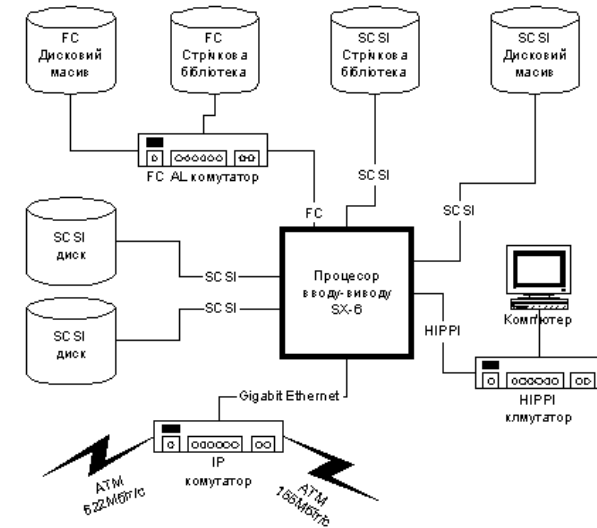 FC
Дисковий
масив
FC
Стрічкова
бібліотека
SCSI
Стрічкова
бібліотека
SCSI
Дисковий
масив
FC AL комутатор
SCSI
FC
SCSI
SCSI
диск
SCSI
Процесор
вводу-виводу
SX-6
Комп'ютер
SCSI
диск
SCSI
HIPPI
HIPPI
клмутатор
Gigabit Ethernet
IP
комутатор
ATM
622Мбіт/с
ATM
155Мбіт/с